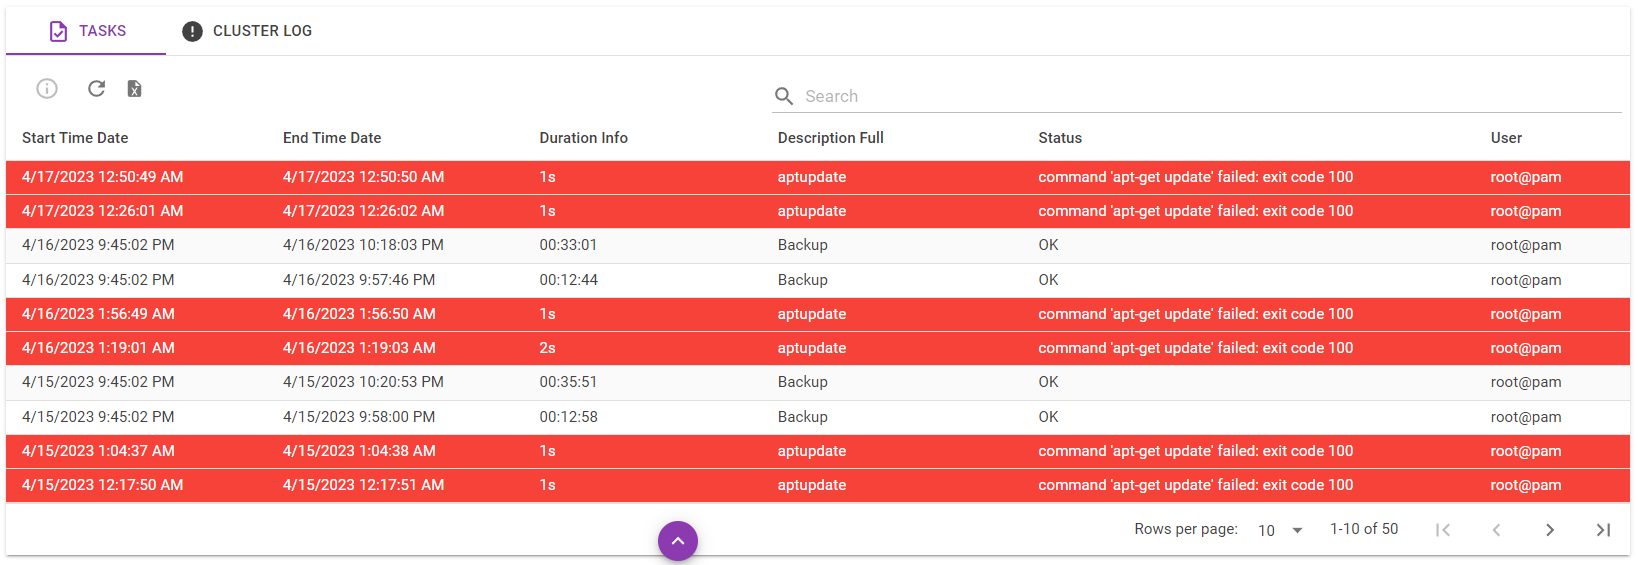 TASKS CLUSTER LOG
Search
Start Time Date End Time Date Duration Info Description Full Status User
4/17/2023 12:50:49 AM 4/17/2023 12:50:50 AM 1s aptupdate command 'apt-get update' failed: exit code 100 root@pam
4/17/2023 12:26:01 AM 4/17/2023 12:26:02 AM 1s aptupdate command 'apt-get update' failed: exit code 100 root@pam
4/16/2023 9:45:02 PM 4/16/2023 10:18:03 PM 00:33:01 Backup OK root@pam
4/16/2023 9:45:02 PM 4/16/2023 9:57:46 PM 00:12:44 Backup OK root@pam
4/16/2023 1:56:49 AM 4/16/2023 1:56:50 AM 1s aptupdate command 'apt-get update' failed: exit code 100 root@pam
4/16/2023 1:19:01 AM 4/16/2023 1:19:03 AM 2s aptupdate command 'apt-get update' failed: exit code 100 root@pam
4/15/2023 9:45:02 PM 4/15/2023 10:20:53 PM 00:35:51 Backup OK root@pam
4/15/2023 9:45:02 PM 4/15/2023 9:58:00 PM 00:12:58 Backup OK root@pam
4/15/2023 1:04:37 AM 4/15/2023 1:04:38 AM 1s aptupdate command 'apt-get update' failed: exit code 100 root@pam
4/15/2023 12:17:50 AM 4/15/2023 12:17:51 AM 1s aptupdate command 'apt-get update' failed: exit code 100 root@pam
Rows per page: 10 1-10 of 50